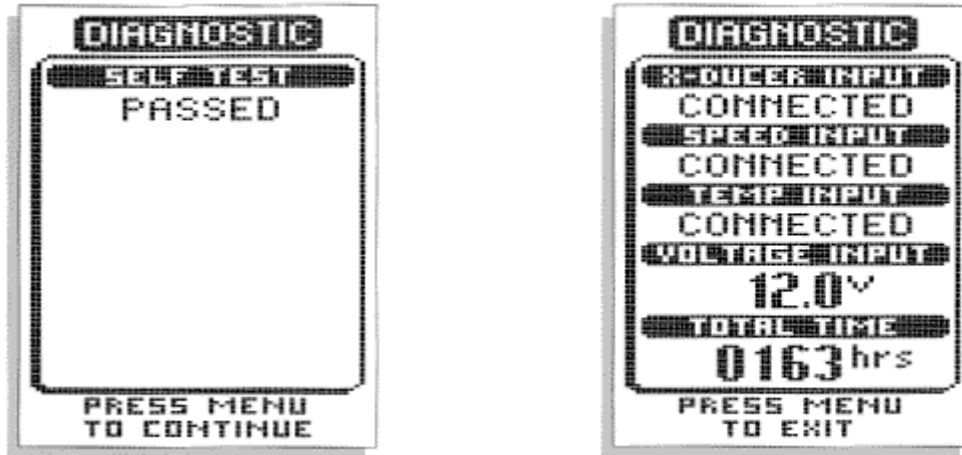 DIAGNOSTIC
SELF TEST
PASSED
PRESS MENU
TO CONTINUE
DIAGNOSTIC
X-DUCER INPUT
CONNECTED
SPEED INPUT
CONNECTED
TEMP INPUT
CONNECTED
VOLTAGE INPUT
12.0V
TOTAL TIME
0163hrs
PRESS MENU
TO EXIT